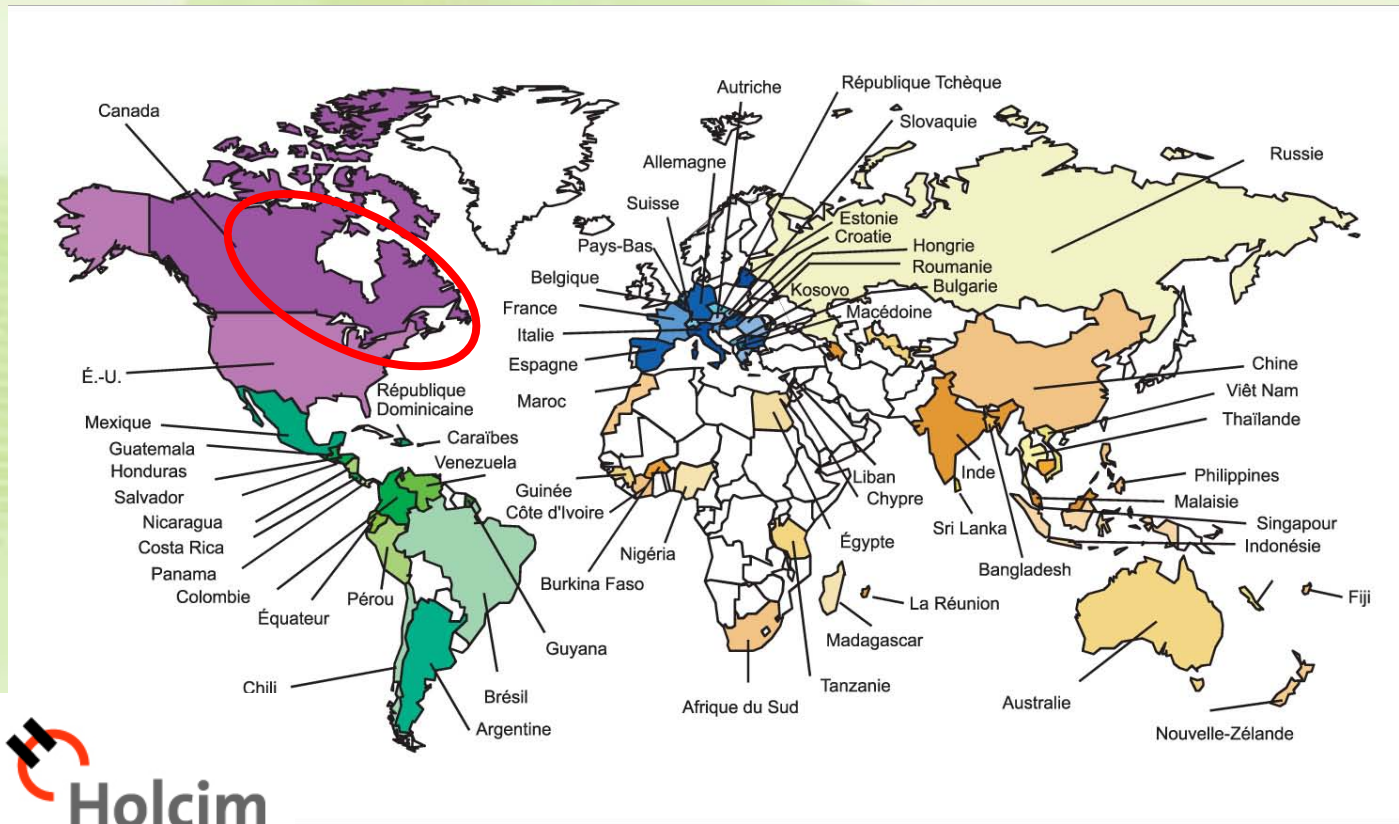 Canada
É.-U.
Mexique
Guatemala
Honduras
Salvador
Nicaragua
Costa Rica
Panama
Colombie
Équateur
Pérou
Chili
République
Dominicaine
Caraïbes
Venezuela
Guyana
Brésil
Argentine
Autriche
République Tchèque
Slovaquie
Allemagne
Suisse
Pays-Bas
Belgique
France
Italie
Espagne
Estonie
Croatie
Hongrie
Roumanie
Bulgarie
Kosovo
Macédoine
Russie
Maroc
Guinée
Côte d'Ivoire
Nigéria
Burkina Faso
Liban
Chypre
Égypte
La Réunion
Madagascar
Tanzanie
Afrique du Sud
Chine
Viêt Nam
Thaïlande
Inde
Sri Lanka
Bangladesh
Philippines
Malaisie
Singapour
Indonésie
Fiji
Australie
Nouvelle-Zélande
Holcim